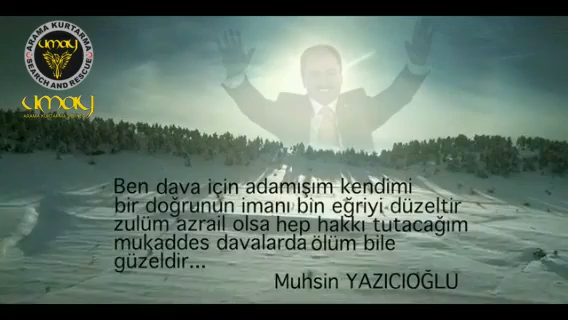 ARAMA KURTARMA
umay
SEARCH AND RESCUE
umay
Ben dava için adamışım kendimi
bir doğrunun imanı bin eğriyi düzeltir
zulüm azrail olsa hep hakkı tutacağım
mukaddes davalarda ölüm bile
güzeldir...
Muhsin YAZICIOĞLU